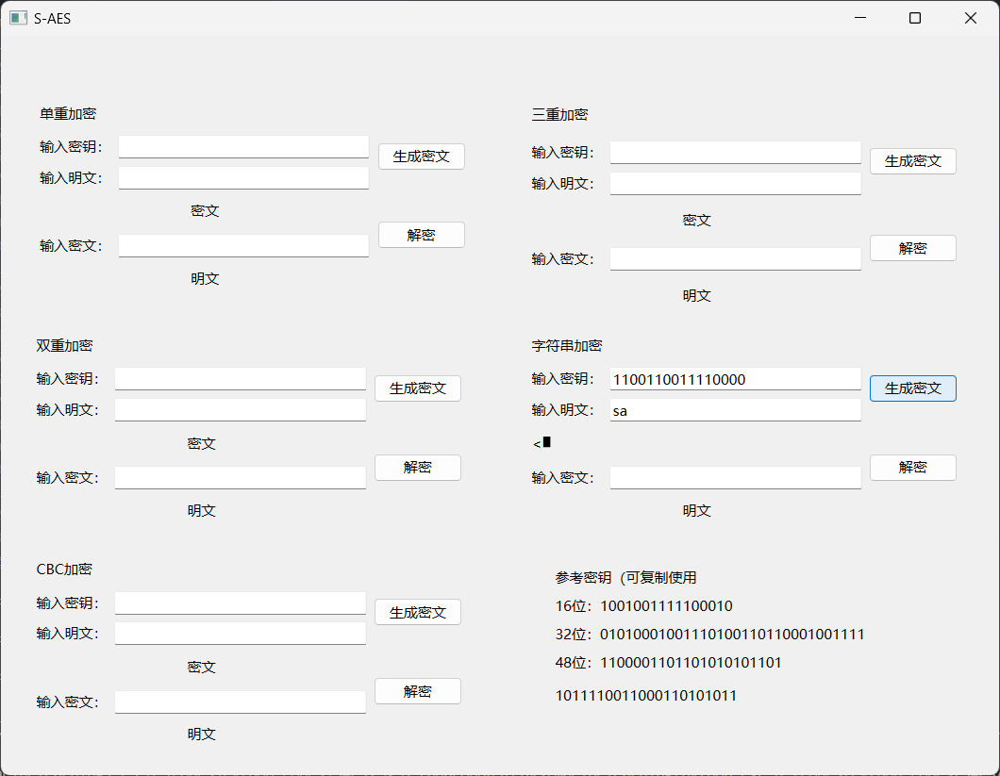 S-AES
单重加密
输入密钥：
生成密文
输入明文：
密文
解密
输入密文：
明文
三重加密
输入密钥：
生成密文
输入明文：
密文
解密
输入密文：
明文
双重加密
输入密钥：
生成密文
输入明文：
密文
解密
输入密文：
明文
字符串加密
输入密钥： 1100110011110000
生成密文
输入明文： sa
<
解密
输入密文：
明文
CBC加密
输入密钥：
生成密文
输入明文：
密文
解密
输入密文：
明文
参考密钥（可复制使用
16位：1001001111100010
32位：01010001001110100110110001001111
48位：1100001101101010101101
1011110011000110101011